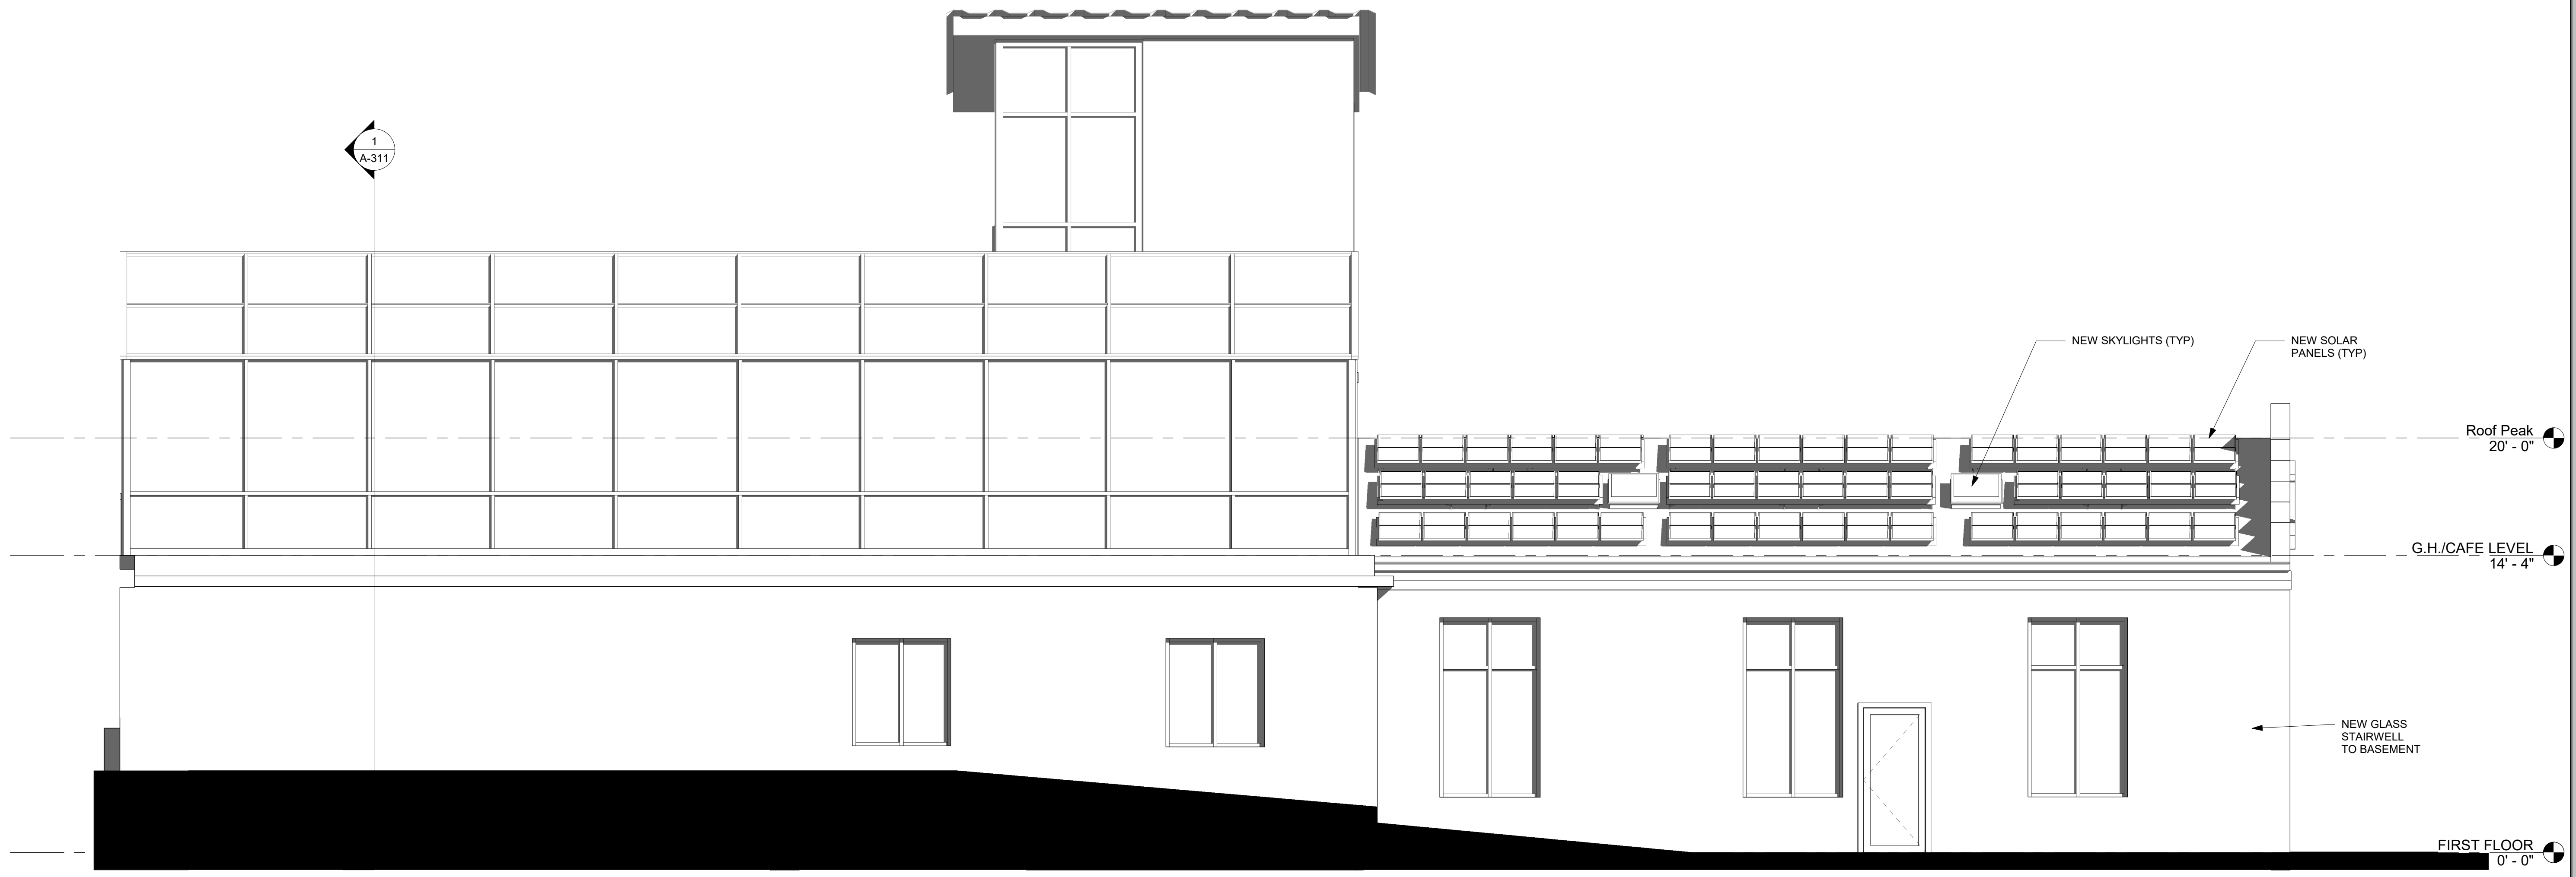 1
A-311
NEW SKYLIGHTS (TYP)
NEW SOLAR
PANELS (TYP)
Roof Peak
20' - 0"
G.H./CAFE LEVEL
14' - 4"
NEW GLASS
STAIRWELL
TO BASEMENT
FIRST FLOOR
0' - 0"